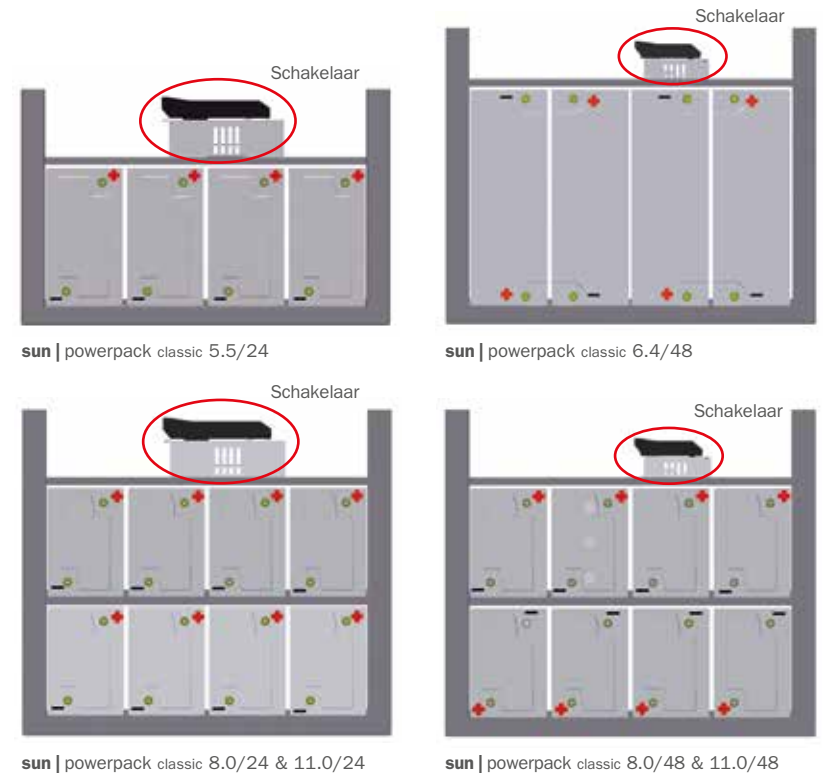 Schakelaar
Schakelaar
sun | powerpack classic 5.5/24
sun | powerpack classic 6.4/48
Schakelaar
Schakelaar
sun | powerpack classic 8.0/24 & 11.0/24
sun | powerpack classic 8.0/48 & 11.0/48